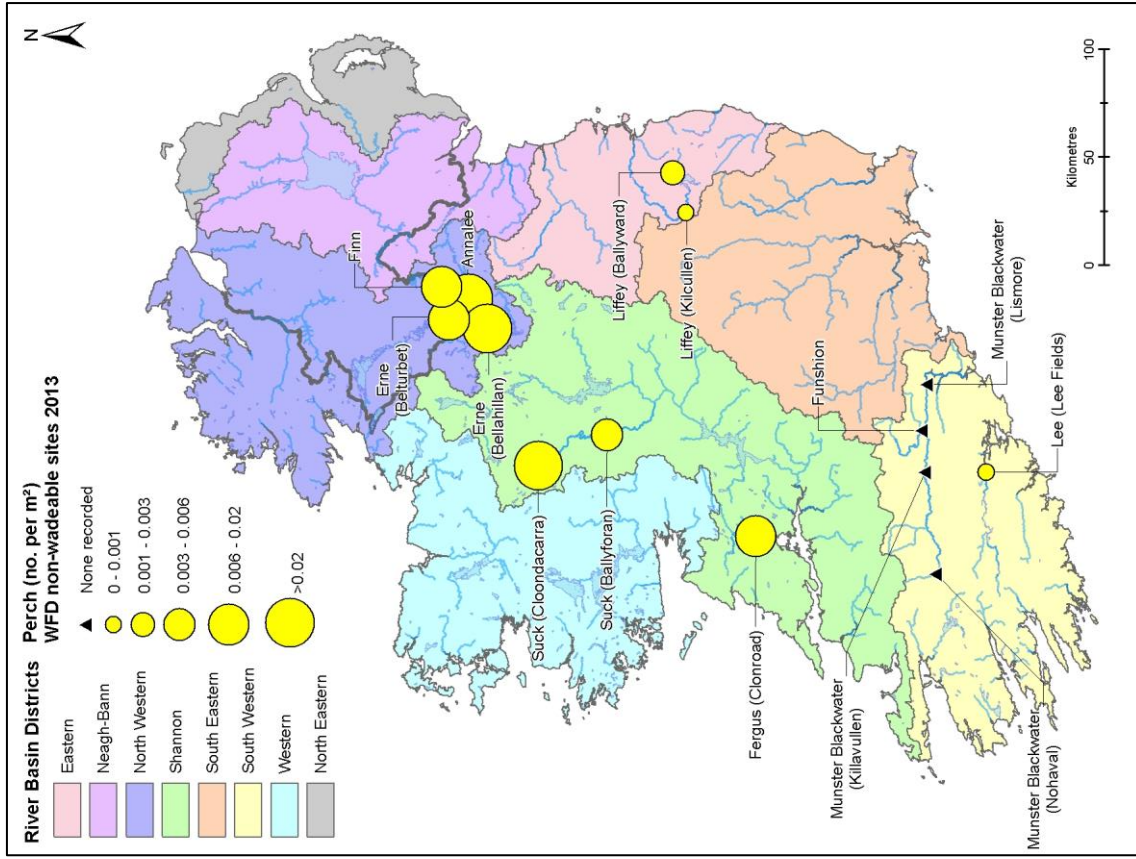 River Basin Districts
Eastern
Neagh-Bann
North Western
Shannon
South Eastern
South Western
Western
North Eastern
Perch (no. per m²)
WFD non-wadeable sites 2013
None recorded
0 - 0.001
0.001 - 0.003
0.003 - 0.006
0.006 - 0.02
>0.02
N
Finn
Annalee
Erne
(Belturbet)
Erne
(Bellahillan)
Suck (Cloondacarra)
Suck (Ballyforan)
Liffey (Ballyward)
Liffey (Kilcullen)
Fergus (Clonroad)
Funshion
Munster Blackwater
(Lismore)
Lee (Lee Fields)
Munster Blackwater
(Killavullen)
Munster Blackwater
(Nohaval)
0
50
100
Kilometres